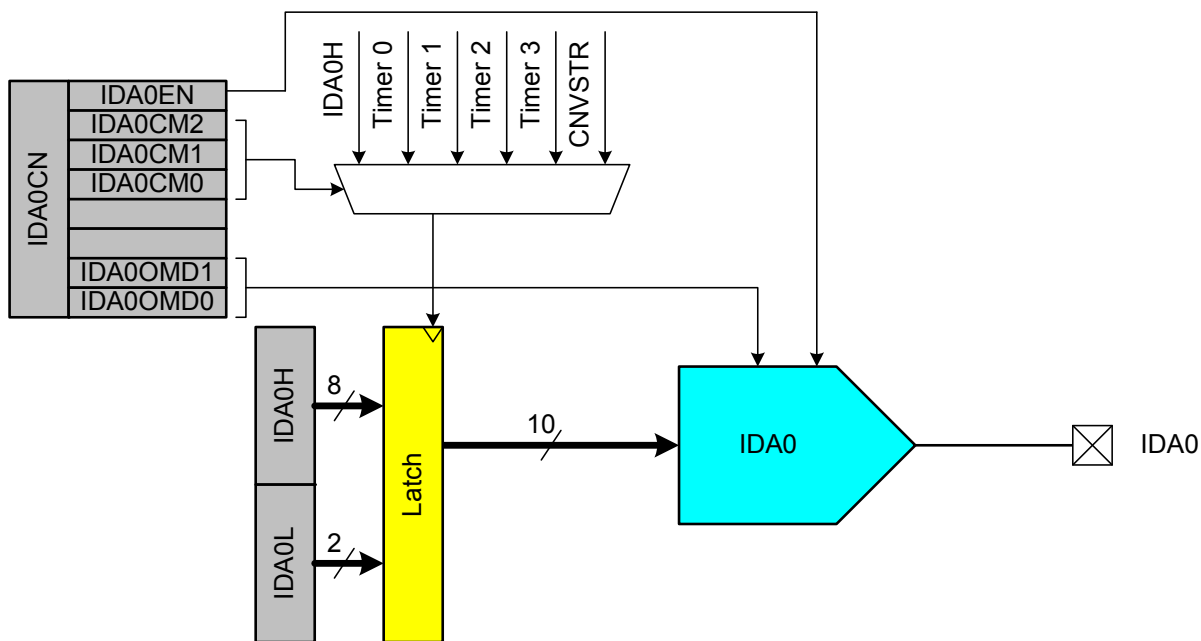 IDA0CN
IDA0EN
IDA0CM2
IDA0CM1
IDA0CM0
IDA0OMD1
IDA0OMD0
IDA0H
Timer 0
Timer 1
Timer 2
Timer 3
CNVSTR
IDA0H
8
IDA0L
2
Latch
10
IDA0
IDA0